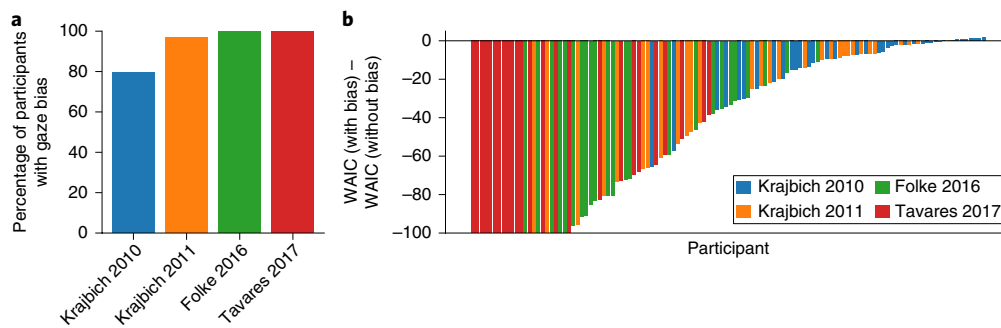 a
Percentage of participants
with gaze bias
100
80
60
40
20
0
Krajbich 2010
Krajbich 2011
Folke 2016
Tavares 2017
b
WAIC (with bias) –
WAIC (without bias)
0
–20
–40
–60
–80
–100
Krajbich 2010
Folke 2016
Krajbich 2011
Tavares 2017
Participant